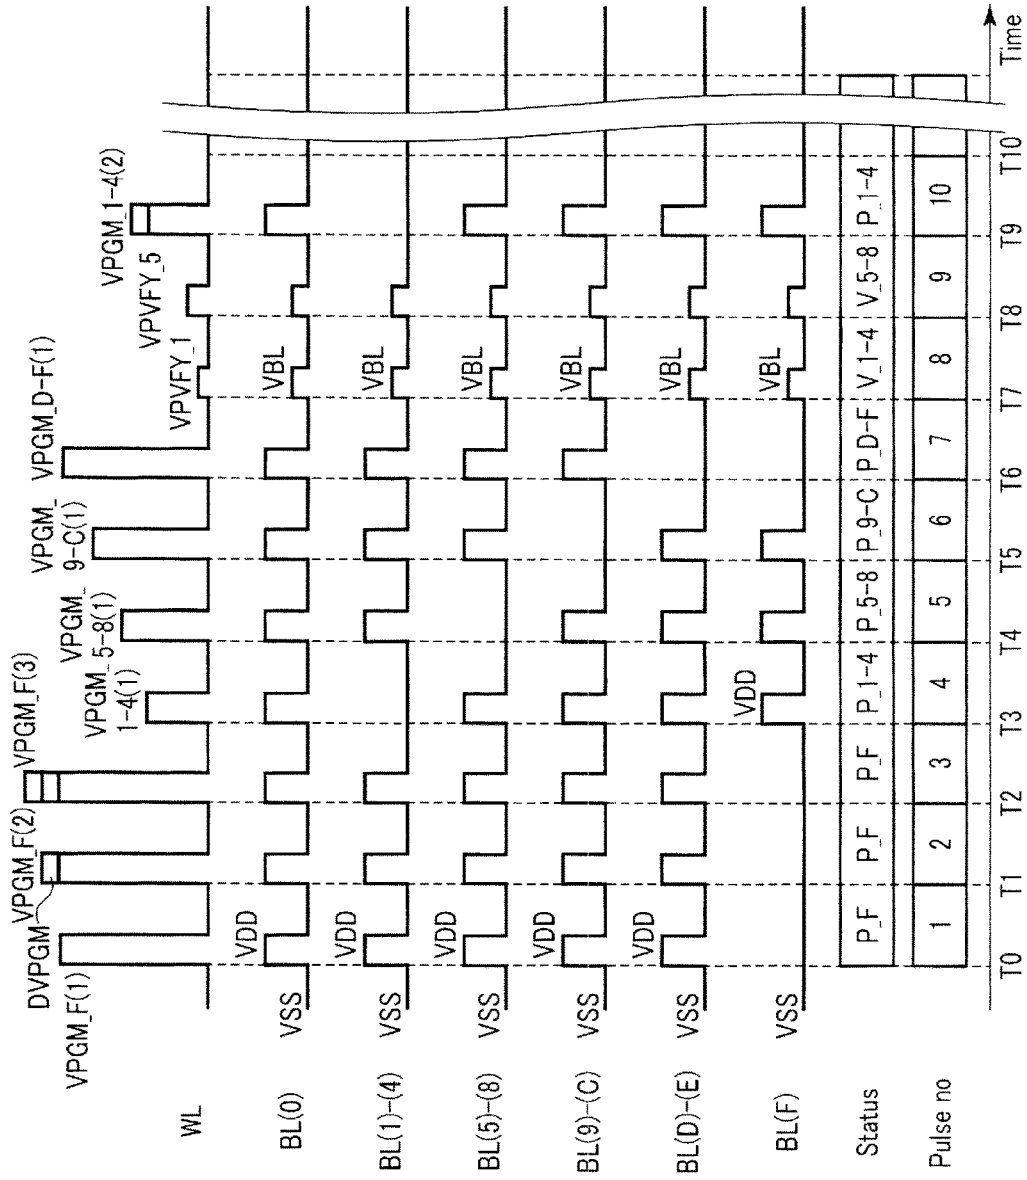 DVPGM
VPGM_F(1)
VPGM_F(2)
VPGM_F(3)
VPGM_
1-4(1)
VPGM_
5-8(1)
VPGM_
9-C(1)
VPGM_D-F(1)
VPVFY_1
VPVFY_5
VPGM_1-4(2)
WL
BL(0) VSS VDD VBL
BL(1)-(4) VSS VDD VBL
BL(5)-(8) VSS VDD VBL
BL(9)-(C) VSS VDD VBL
BL(D)-(E) VSS VDD VBL
BL(F) VSS VDD VBL
Status P_F P_F P_F P_1-4 P_5-8 P_9-C P_D-F V_1-4 V_5-8 P_1-4
Pulse no 1 2 3 4 5 6 7 8 9 10
T0 T1 T2 T3 T4 T5 T6 T7 T8 T9 T10 Time